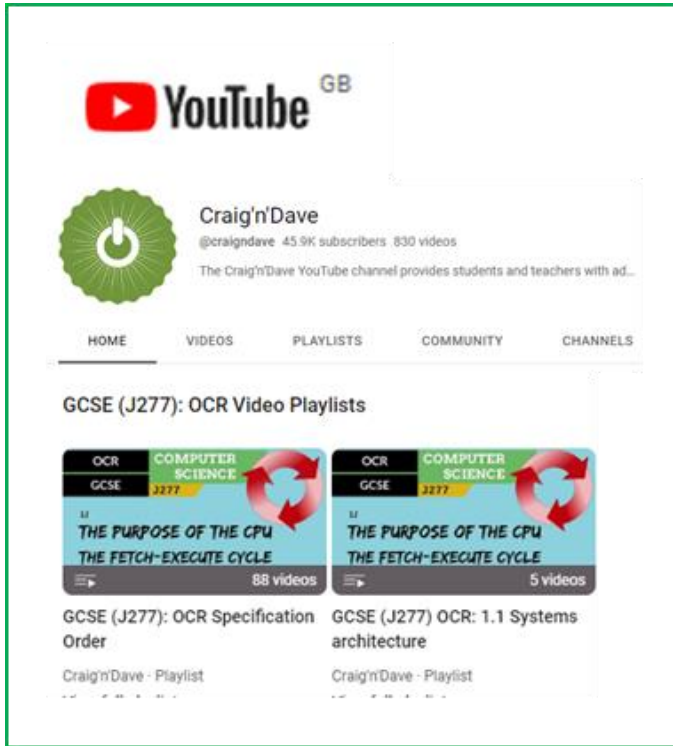 YouTube GB
Craig'n'Dave
@craigndave 45.9K subscribers 830 videos
The Craig'n'Dave YouTube channel provides students and teachers with ad...
HOME VIDEOS PLAYLISTS COMMUNITY CHANNELS
GCSE (J277): OCR Video Playlists
OCR COMPUTER
SCIENCE
GCSE J277
1.1
THE PURPOSE OF THE CPU
THE FETCH-EXECUTE CYCLE
88 videos
OCR COMPUTER
SCIENCE
GCSE J277
1.1
THE PURPOSE OF THE CPU
THE FETCH-EXECUTE CYCLE
5 videos
GCSE (J277): OCR Specification
Order
Craig'n'Dave · Playlist
GCSE (J277) OCR: 1.1 Systems
architecture
Craig'n'Dave · Playlist